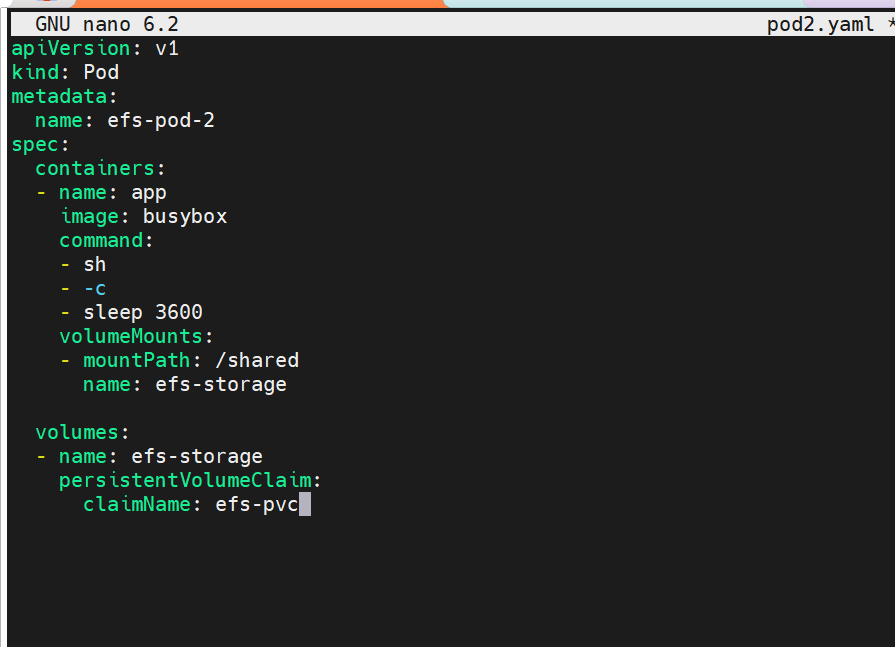 GNU nano 6.2 pod2.yaml *
apiVersion: v1
kind: Pod
metadata:
  name: efs-pod-2
spec:
  containers:
  - name: app
    image: busybox
    command:
    - sh
    - -c
    - sleep 3600
    volumeMounts:
    - mountPath: /shared
      name: efs-storage

  volumes:
  - name: efs-storage
    persistentVolumeClaim:
      claimName: efs-pvc